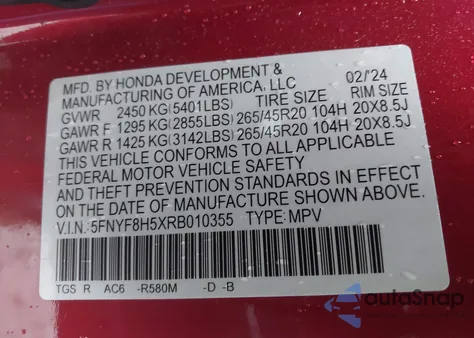 MFD. BY HONDA DEVELOPMENT &
MANUFACTURING OF AMERICA, LLC 02/24
GVWR 2450 KG(5401LBS) TIRE SIZE RIM SIZE
GAWR F 1295 KG(2855LBS) 265/45R20 104H 20X8.5J
GAWR R 1425 KG(3142LBS) 265/45R20 104H 20X8.5J
THIS VEHICLE CONFORMS TO ALL APPLICABLE
FEDERAL MOTOR VEHICLE SAFETY
AND THEFT PREVENTION STANDARDS IN EFFECT
ON THE DATE OF MANUFACTURE SHOWN ABOVE.
V.I.N.: 5FNYF8H5XRB010355 TYPE: MPV
TGS R AC6 -R580M -D -B
autoSnap